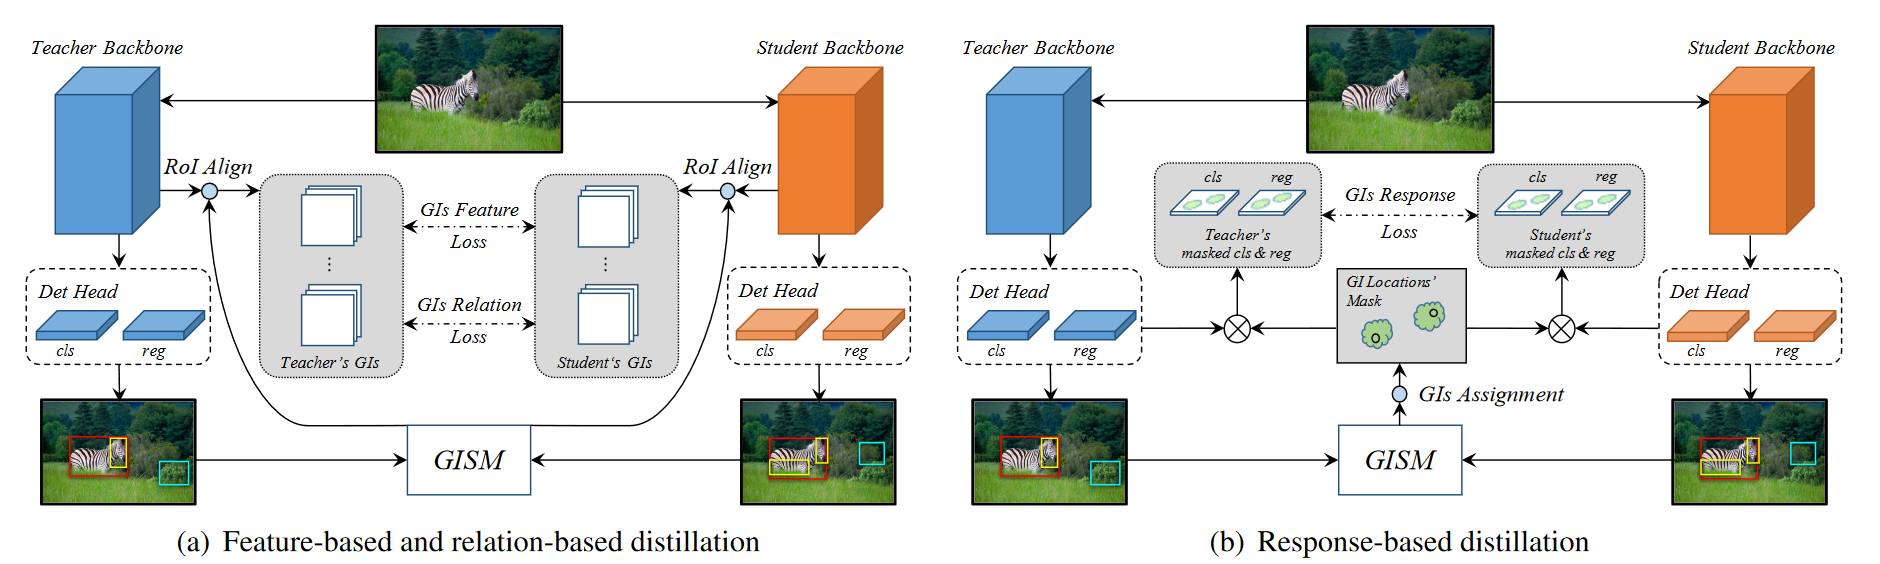 Teacher Backbone
Student Backbone
RoI Align
RoI Align
GIs Feature
Loss
GIs Relation
Loss
Teacher's GIs
Student‘s GIs
Det Head
cls
reg
Det Head
cls
reg
GISM
(a) Feature-based and relation-based distillation
Teacher Backbone
Student Backbone
cls
reg
Teacher's
masked cls & reg
GIs Response
Loss
cls
reg
Student's
masked cls & reg
Det Head
cls
reg
GI Locations'
Mask
Det Head
cls
reg
GIs Assignment
GISM
(b) Response-based distillation